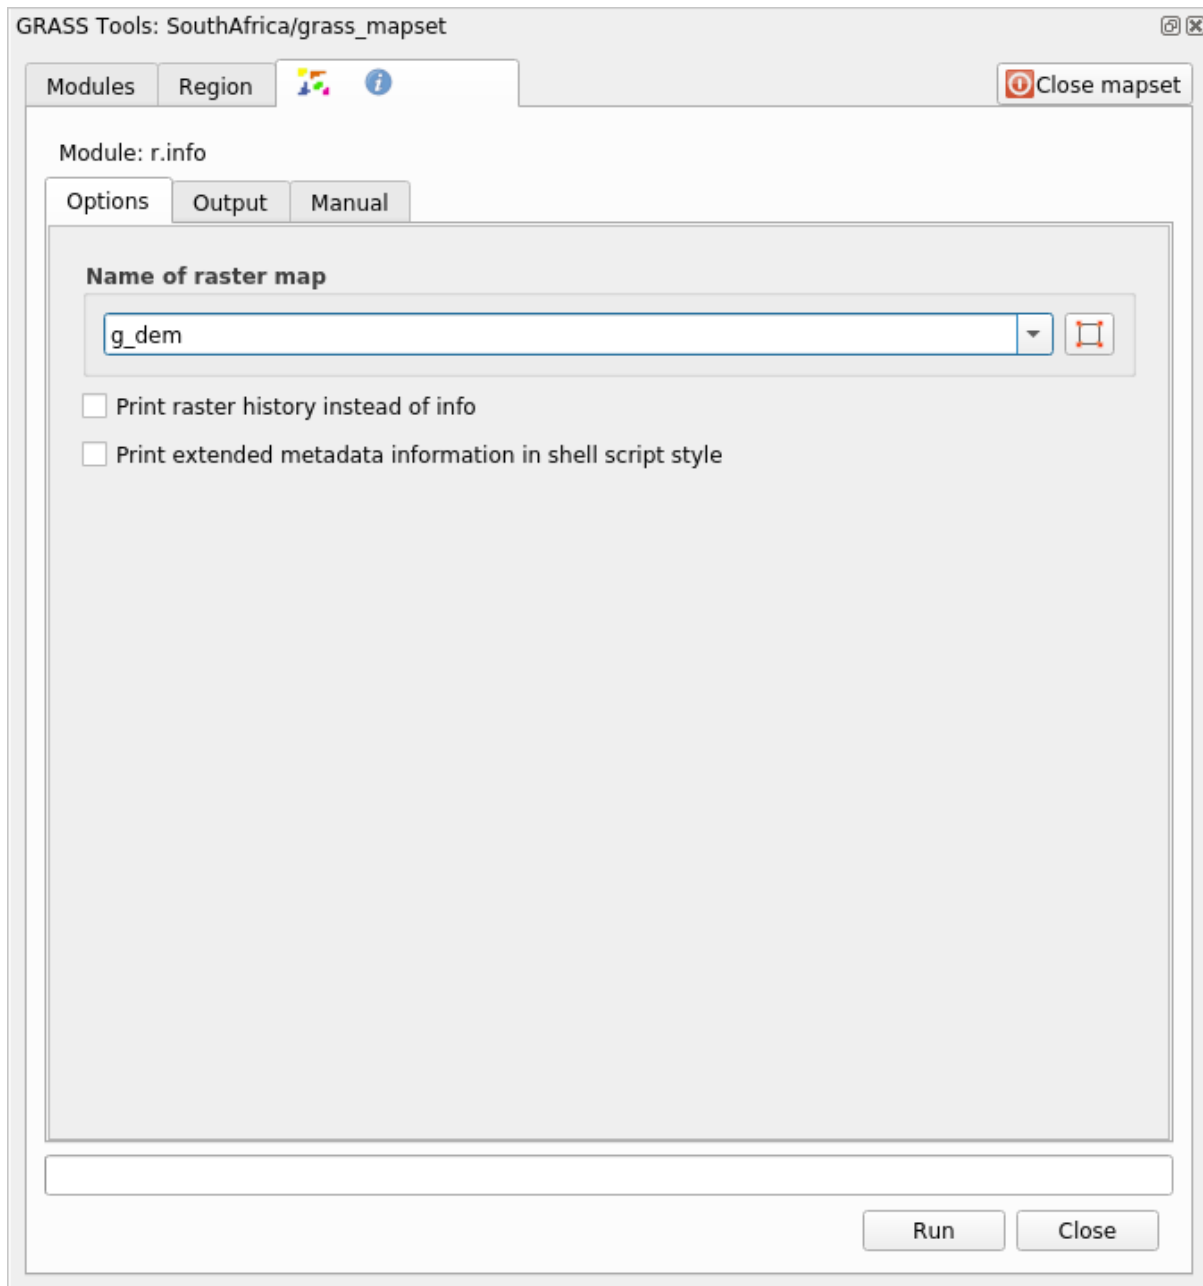 GRASS Tools: SouthAfrica/grass_mapset
Modules Region Close mapset
Module: r.info
Options Output Manual
Name of raster map
g_dem
Print raster history instead of info
Print extended metadata information in shell script style
Run Close